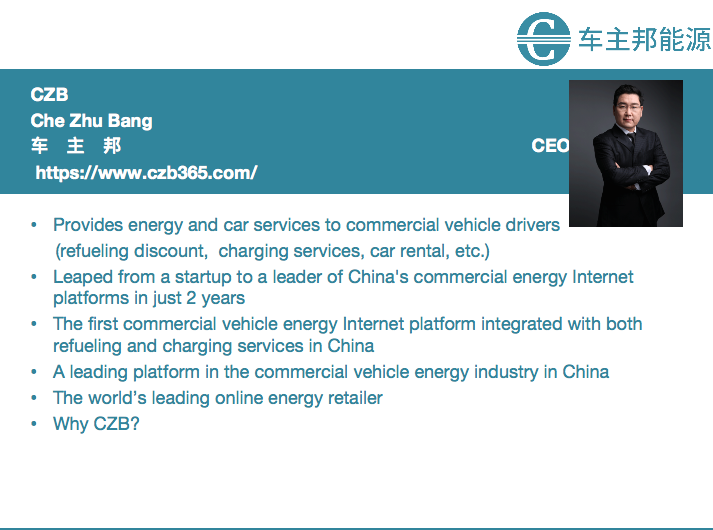 车主邦能源
CZB
Che Zhu Bang
车 主 邦
CEO
https://www.czb365.com/
• Provides energy and car services to commercial vehicle drivers
(refueling discount, charging services, car rental, etc.)
• Leaped from a startup to a leader of China's commercial energy Internet
platforms in just 2 years
• The first commercial vehicle energy Internet platform integrated with both
refueling and charging services in China
• A leading platform in the commercial vehicle energy industry in China
• The world’s leading online energy retailer
• Why CZB?